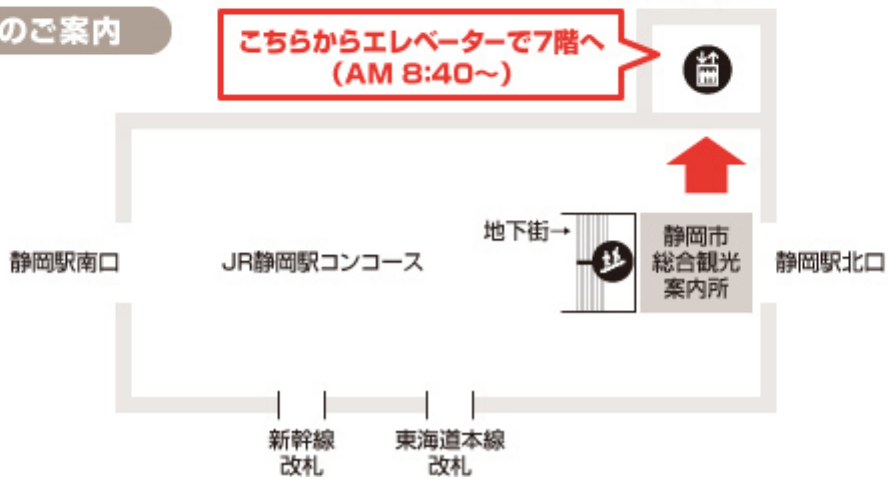 のご案内
こちらからエレベーターで7階へ
(AM 8:40〜)
地下街→
静岡市
総合観光
案内所
静岡駅南口
JR静岡駅コンコース
静岡駅北口
新幹線
改札
東海道本線
改札